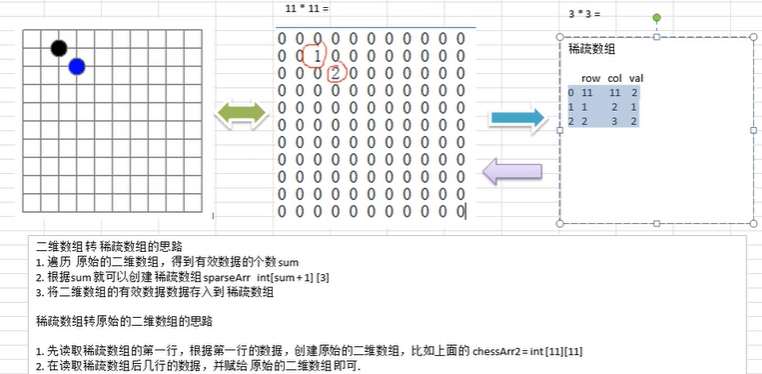 11 * 11 =
3 * 3 =
0 0 0 0 0 0 0 0 0 0 0
0 0 1 0 0 0 0 0 0 0 0
0 0 0 2 0 0 0 0 0 0 0
0 0 0 0 0 0 0 0 0 0 0
0 0 0 0 0 0 0 0 0 0 0
0 0 0 0 0 0 0 0 0 0 0
0 0 0 0 0 0 0 0 0 0 0
0 0 0 0 0 0 0 0 0 0 0
0 0 0 0 0 0 0 0 0 0 0
0 0 0 0 0 0 0 0 0 0 0
0 0 0 0 0 0 0 0 0 0 0
稀疏数组
row col val
0 11 11 2
1 1 2 1
2 2 3 2
二维数组 转 稀疏数组的思路
1. 遍历 原始的二维数组，得到有效数据的个数 sum
2. 根据sum 就可以创建 稀疏数组 sparseArr int[sum + 1] [3]
3. 将二维数组的有效数据数据存入到 稀疏数组
稀疏数组转原始的二维数组的思路
1. 先读取稀疏数组的第一行，根据第一行的数据，创建原始的二维数组，比如上面的 chessArr2 = int [11][11]
2. 在读取稀疏数组后几行的数据，并赋给 原始的二维数组 即可.